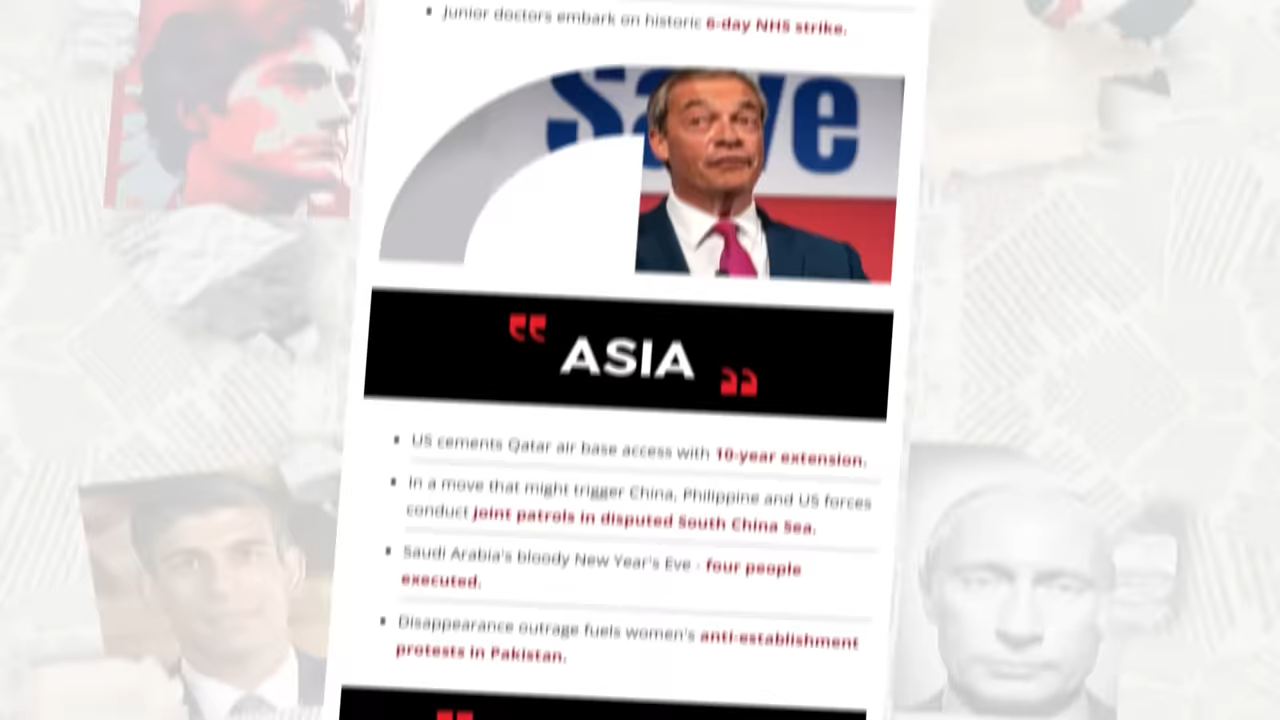 Junior doctors embark on historic 6-day NHS strike.
Save
ASIA
US cements Qatar air base access with 10-year extension.
In a move that might trigger China, Philippine and US forces
conduct joint patrols in disputed South China Sea.
Saudi Arabia's bloody New Year's Eve - four people
executed.
Disappearance outrage fuels women's anti-establishment
protests in Pakistan.